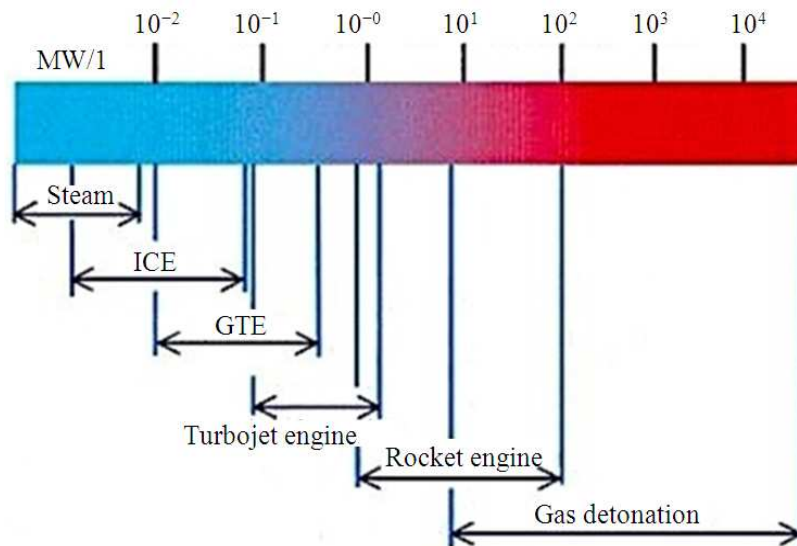 10⁻² 10⁻¹ 10⁻⁰ 10¹ 10² 10³ 10⁴
MW/1
Steam
ICE
GTE
Turbojet engine
Rocket engine
Gas detonation